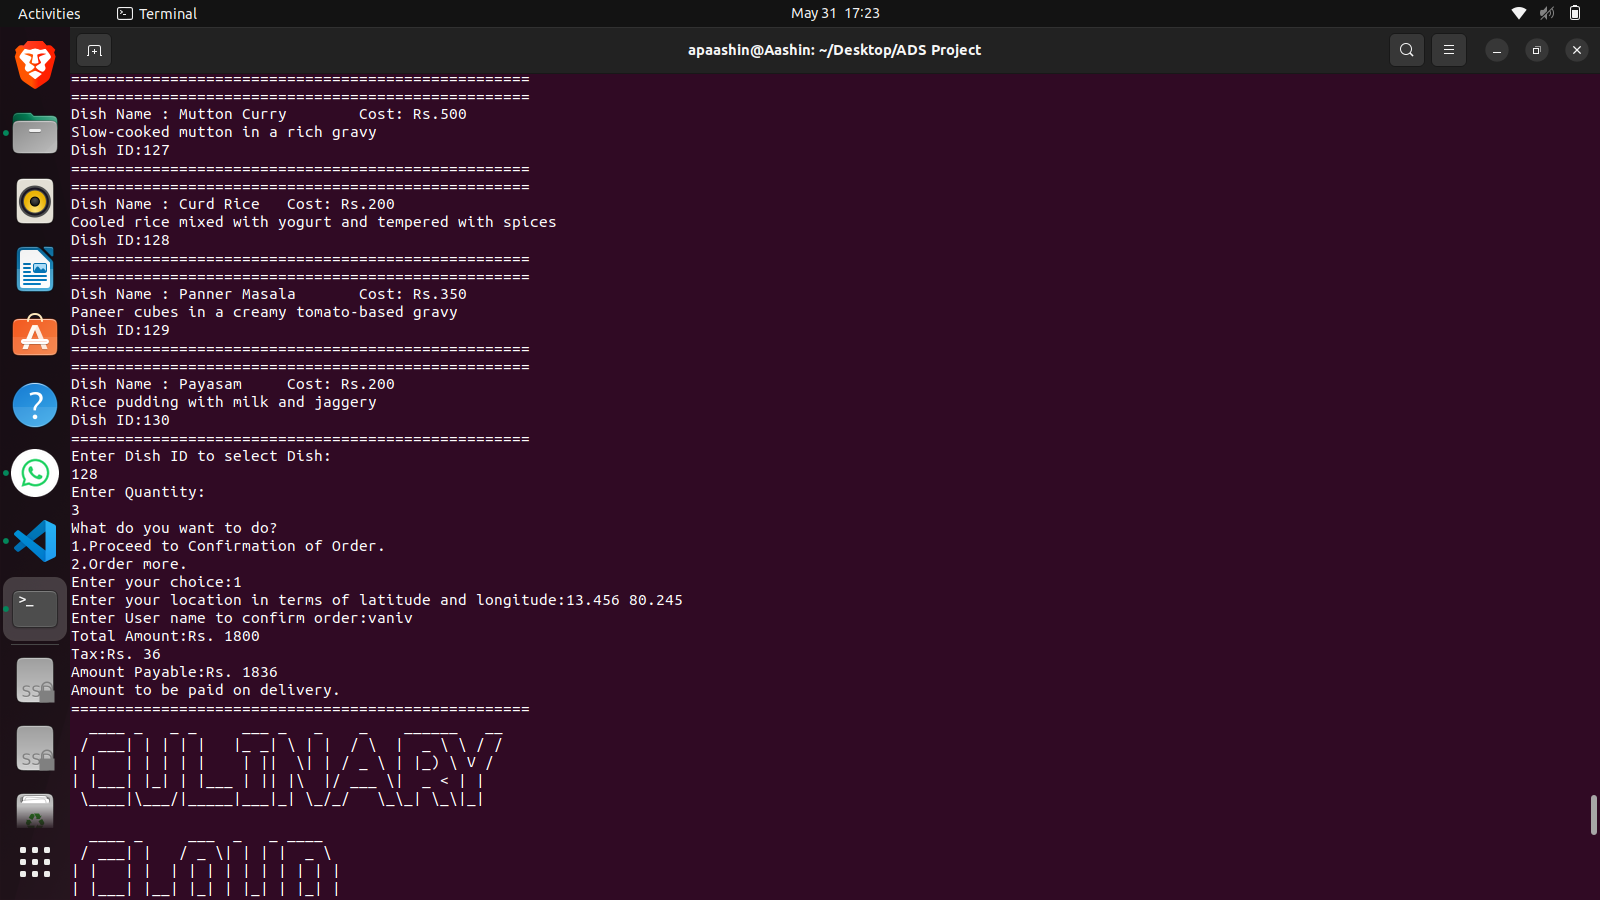 Activities
Terminal
May 31 17:23
apaashin@Aashin: ~/Desktop/ADS Project
===================================================
===================================================
Dish Name : Mutton Curry        Cost: Rs.500
Slow-cooked mutton in a rich gravy
Dish ID:127
===================================================
===================================================
Dish Name : Curd Rice   Cost: Rs.200
Cooled rice mixed with yogurt and tempered with spices
Dish ID:128
===================================================
===================================================
Dish Name : Panner Masala       Cost: Rs.350
Paneer cubes in a creamy tomato-based gravy
Dish ID:129
===================================================
===================================================
Dish Name : Payasam     Cost: Rs.200
Rice pudding with milk and jaggery
Dish ID:130
===================================================
Enter Dish ID to select Dish:
128
Enter Quantity:
3
What do you want to do?
1.Proceed to Confirmation of Order.
2.Order more.
Enter your choice:1
Enter your location in terms of latitude and longitude:13.456 80.245
Enter User name to confirm order:vaniv
Total Amount:Rs. 1800
Tax:Rs. 36
Amount Payable:Rs. 1836
Amount to be paid on delivery.
===================================================
CULINARY
CLOUD